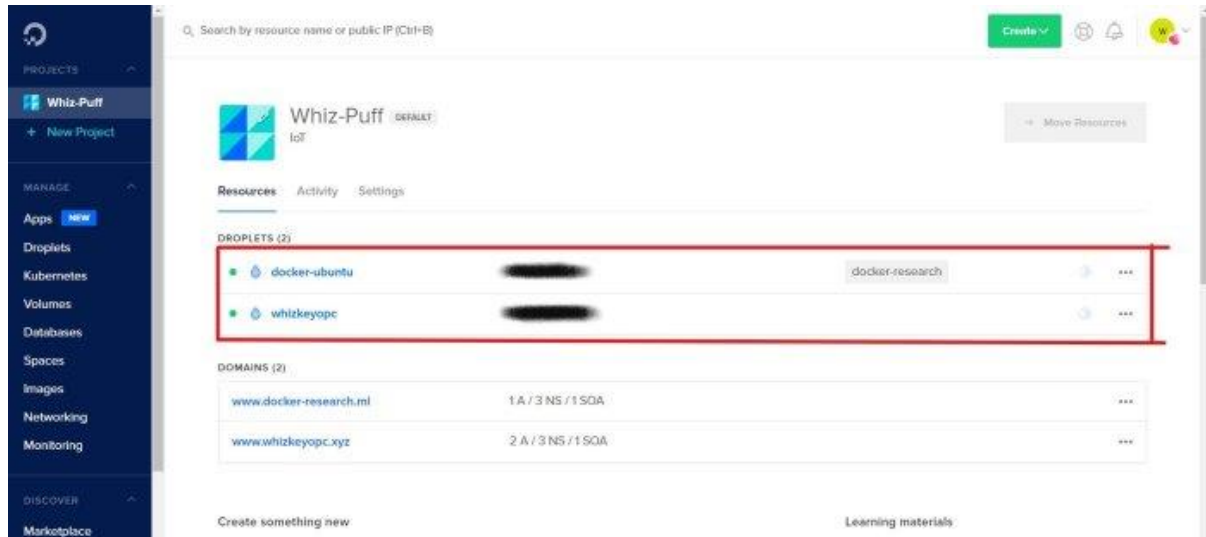 Search by resource name or public IP (Ctrl+B)
Create
W
PROJECTS
Whiz-Puff
+ New Project
MANAGE
Apps NEW
Droplets
Kubernetes
Volumes
Databases
Spaces
Images
Networking
Monitoring
DISCOVER
Marketplace
Whiz-Puff DEFAULT
IoT
Move Resources
Resources Activity Settings
DROPLETS (2)
docker-ubuntu docker-research
whizkeyopc
DOMAINS (2)
www.docker-research.ml 1 A / 3 NS / 1 SOA
www.whizkeyopc.xyz 2 A / 3 NS / 1 SOA
Create something new Learning materials